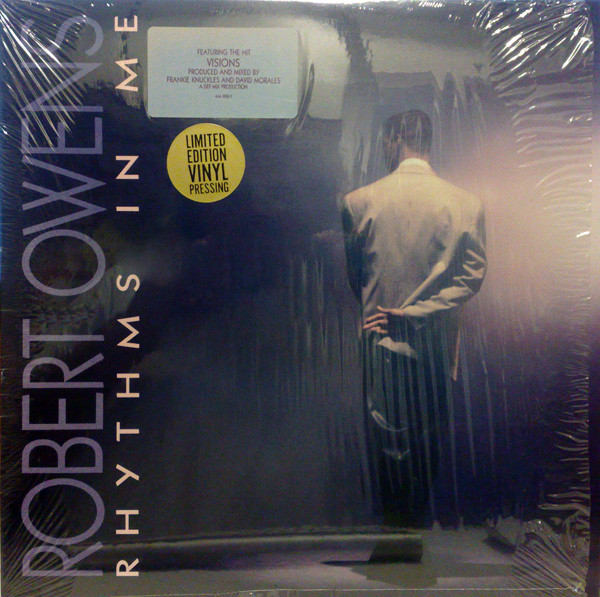 ROBERT OWENS
RHYTHMS IN ME
FEATURING THE HIT
VISIONS
PRODUCED AND MIXED BY
FRANKIE KNUCKLES AND DAVID MORALES
A DEF MIX PRODUCTION
LIMITED
EDITION
VINYL
PRESSING